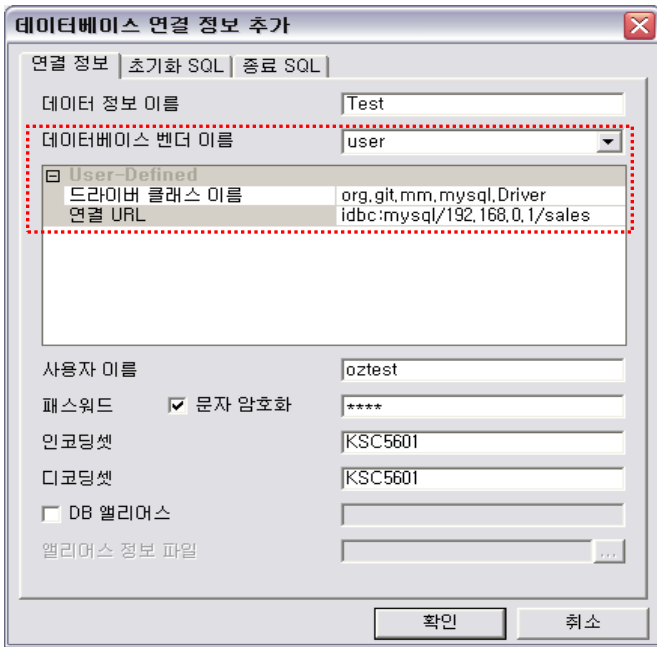 데이터베이스 연결 정보 추가
연결 정보 초기화 SQL 종료 SQL
데이터 정보 이름 Test
데이터베이스 벤더 이름 user
User-Defined
드라이버 클래스 이름 org,git,mm,mysql,Driver
연결 URL idbc:mysql/192,168,0,1/sales
사용자 이름 oztest
패스워드 문자 암호화 ****
인코딩셋 KSC5601
디코딩셋 KSC5601
DB 앨리어스
앨리어스 정보 파일 ...
확인 취소